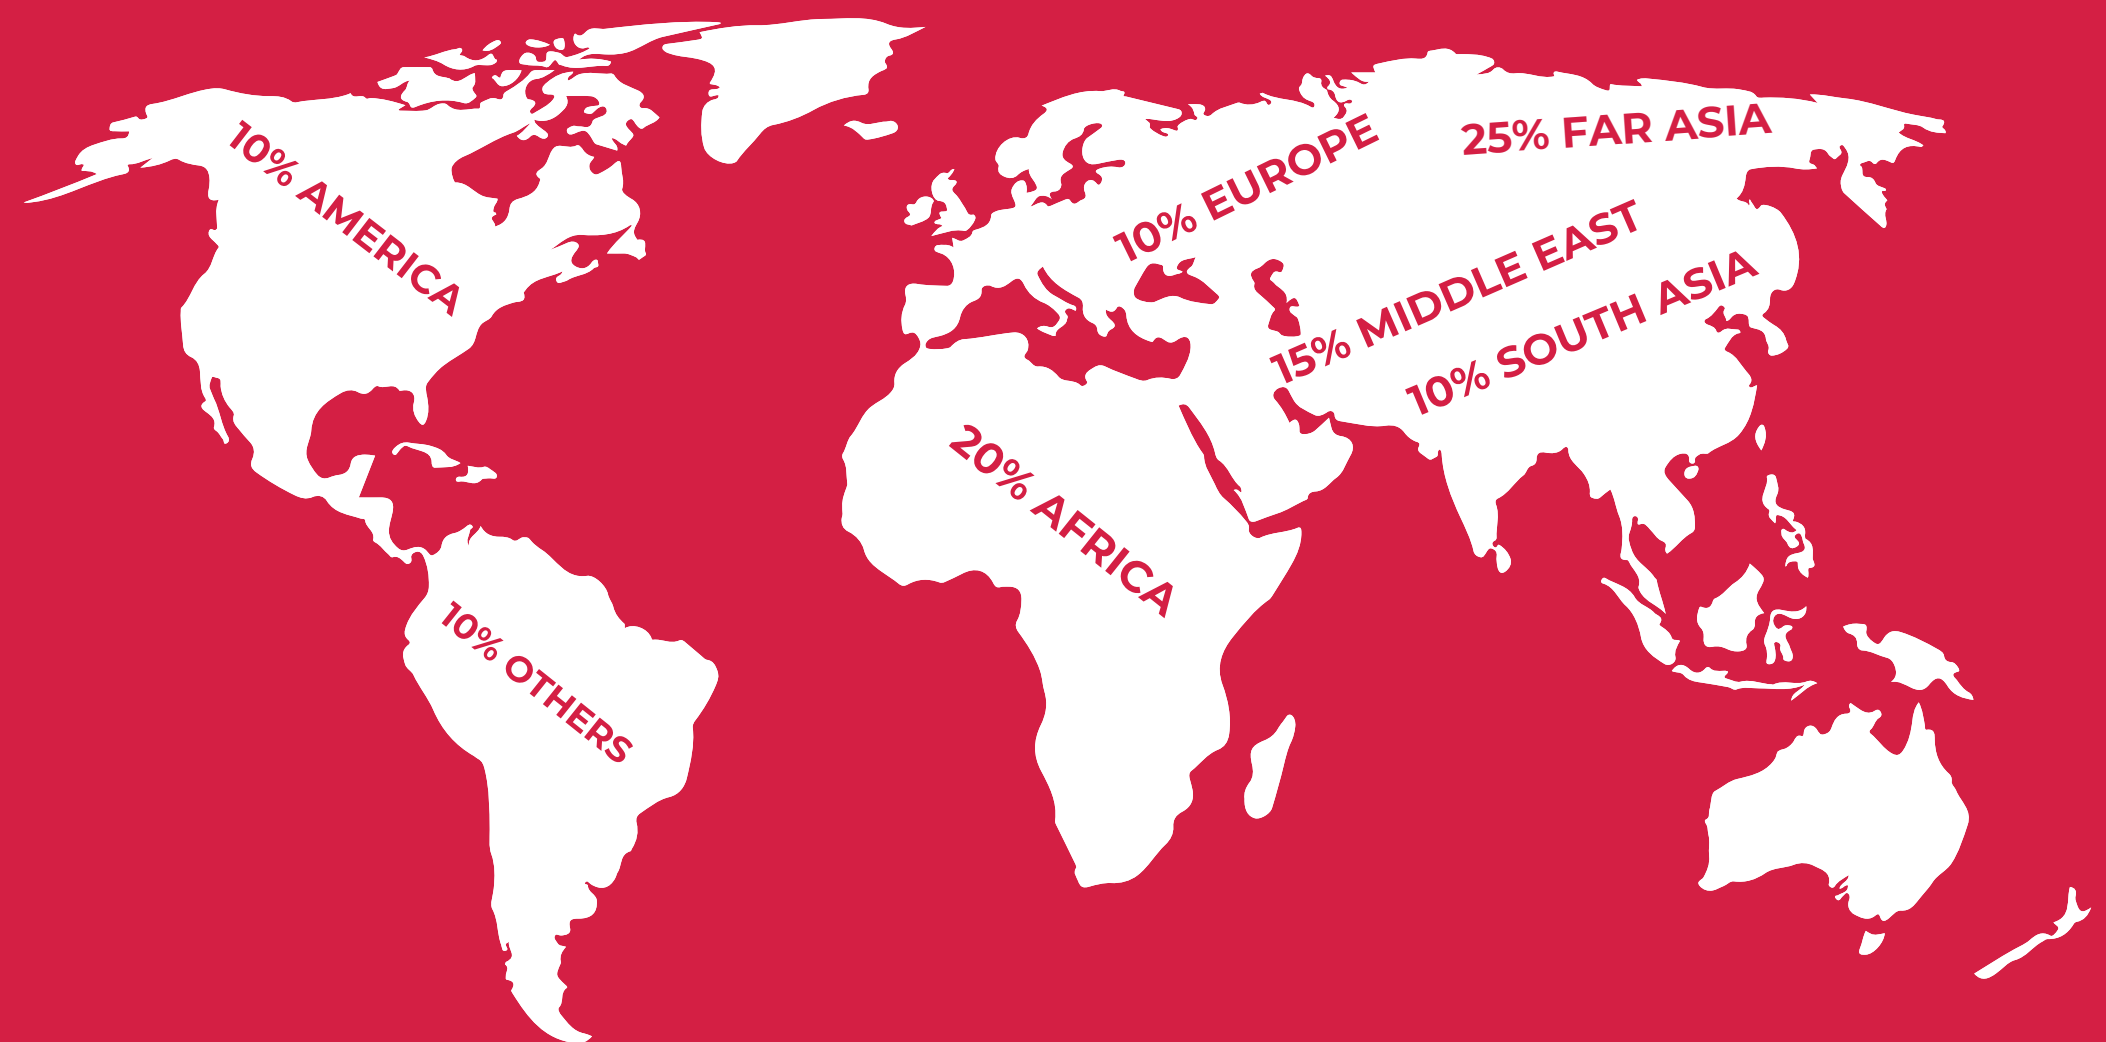 10% AMERICA
10% EUROPE
25% FAR ASIA
15% MIDDLE EAST
10% SOUTH ASIA
20% AFRICA
10% OTHERS